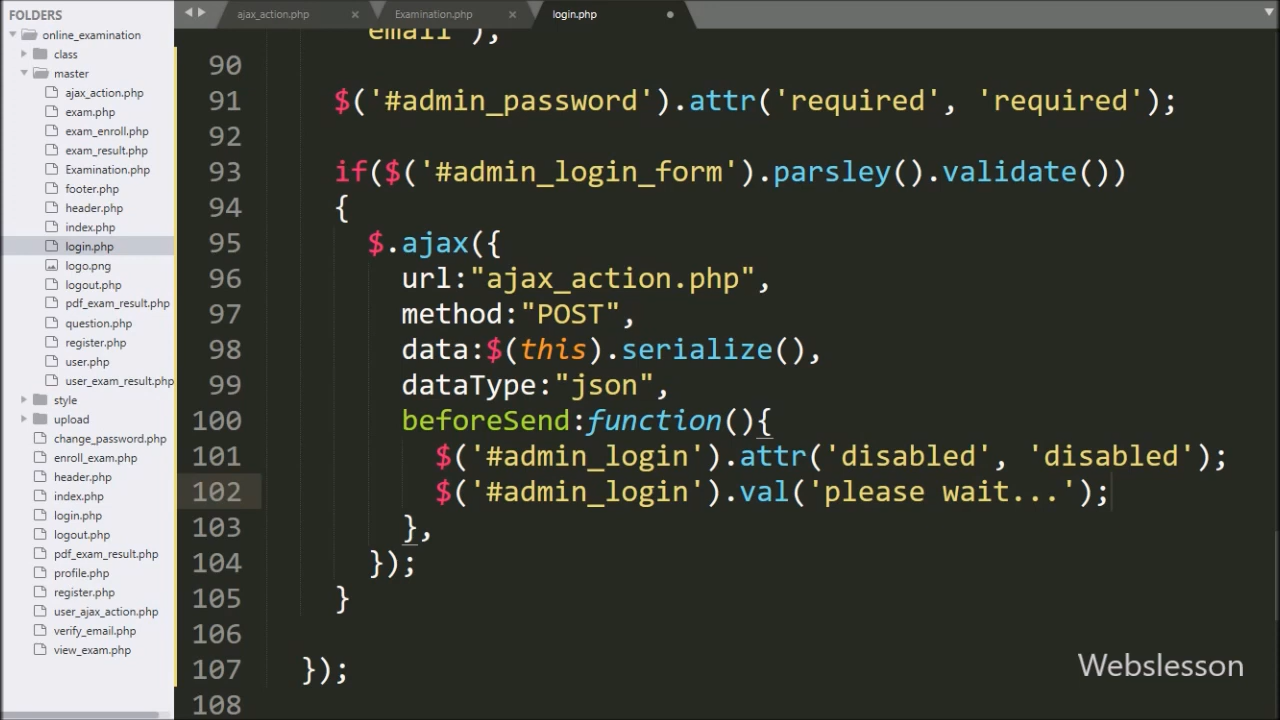 FOLDERS
online_examination
class
master
ajax_action.php
exam.php
exam_enroll.php
exam_result.php
Examination.php
footer.php
header.php
index.php
login.php
logo.png
logout.php
pdf_exam_result.php
question.php
register.php
user.php
user_exam_result.php
style
upload
change_password.php
enroll_exam.php
header.php
index.php
login.php
logout.php
pdf_exam_result.php
profile.php
register.php
user_ajax_action.php
verify_email.php
view_exam.php
ajax_action.php × Examination.php × login.php
email');
90
91 $('#admin_password').attr('required', 'required');
92
93 if($('#admin_login_form').parsley().validate())
94 {
95 $.ajax({
96 url:"ajax_action.php",
97 method:"POST",
98 data:$(this).serialize(),
99 dataType:"json",
100 beforeSend:function(){
101 $('#admin_login').attr('disabled', 'disabled');
102 $('#admin_login').val('please wait...');
103 },
104 });
105 }
106
107 });
108
Webslesson